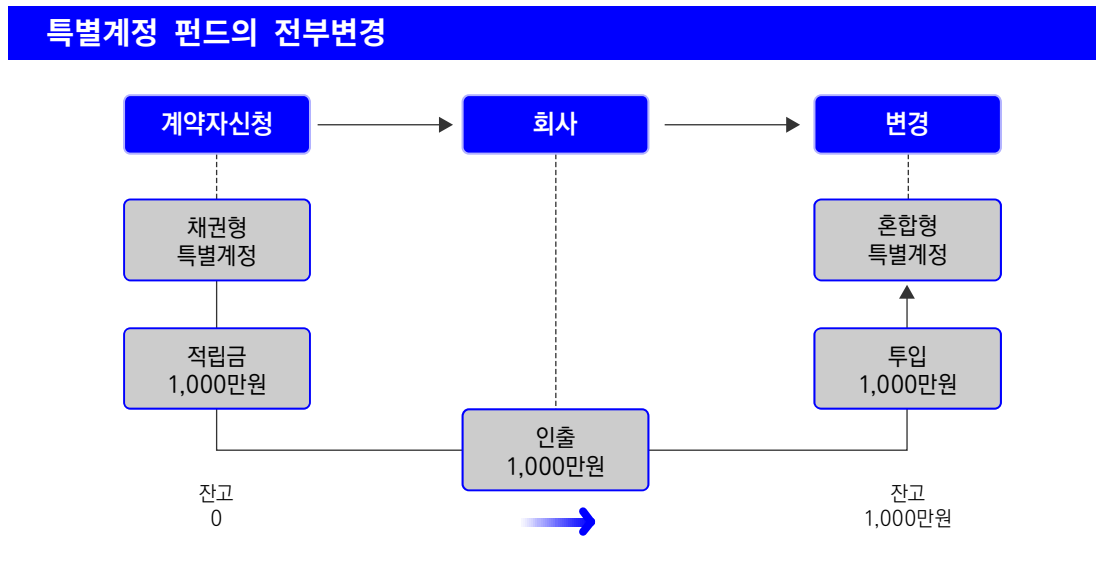 특별계정 펀드의 전부변경
계약자신청
회사
변경
채권형
특별계정
혼합형
특별계정
적립금
1,000만원
투입
1,000만원
인출
1,000만원
잔고
0
잔고
1,000만원